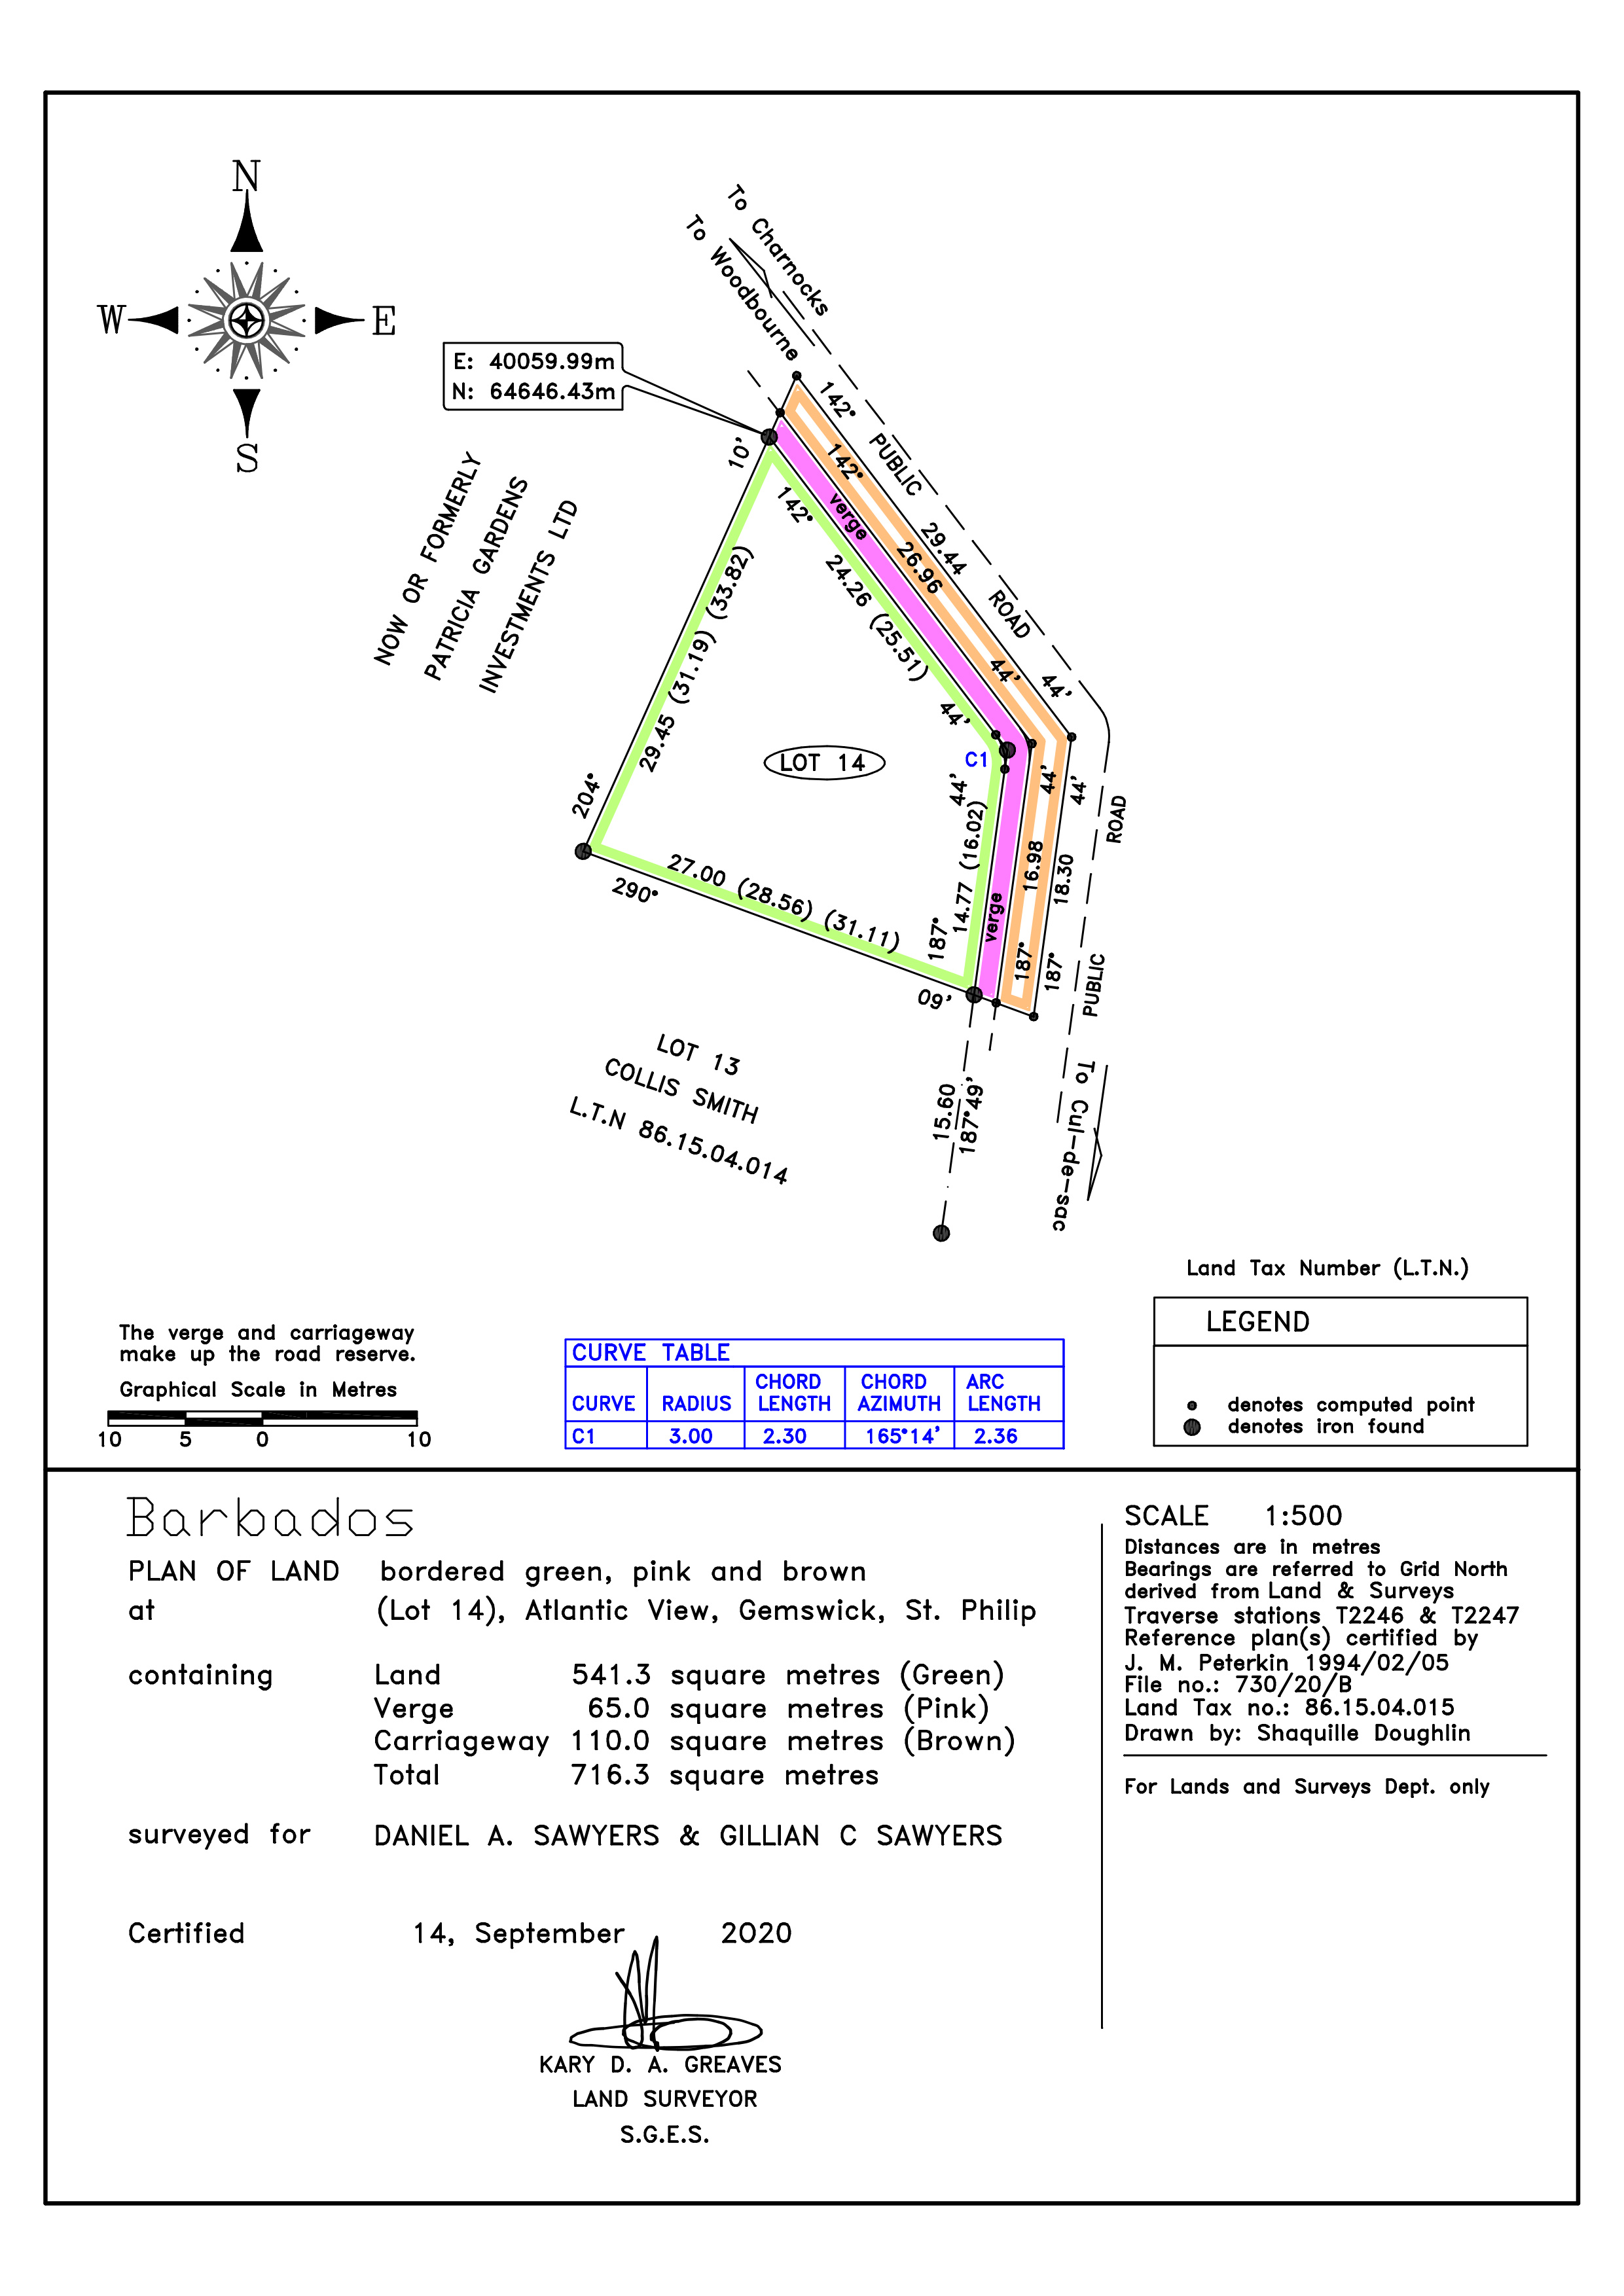 N
W
E
S
To Charnocks
To Woodbourne
E: 40059.99m
N: 64646.43m
NOW OR FORMERLY
PATRICIA GARDENS
INVESTMENTS LTD
10'
204°
29.45 (31.19) (33.82)
142°
PUBLIC
ROAD
29.44
44'
142°
26.96
44'
verge
142°
24.26 (25.51)
44'
C1
LOT 14
44'
14.77 (16.02)
187°
verge
44'
16.98
187°
44'
18.30
187°
ROAD
PUBLIC
To Cul-de-sac
27.00 (28.56) (31.11)
290°
09'
15.60
187°49'
LOT 13
COLLIS SMITH
L.T.N 86.15.04.014
Land Tax Number (L.T.N.)
LEGEND
denotes computed point
denotes iron found
The verge and carriageway
make up the road reserve.
Graphical Scale in Metres
10 5 0 10
CURVE TABLE
CURVE RADIUS CHORD LENGTH CHORD AZIMUTH ARC LENGTH
C1 3.00 2.30 165°14' 2.36
Barbados
PLAN OF LAND bordered green, pink and brown
at (Lot 14), Atlantic View, Gemswick, St. Philip
containing Land 541.3 square metres (Green)
Verge 65.0 square metres (Pink)
Carriageway 110.0 square metres (Brown)
Total 716.3 square metres
surveyed for DANIEL A. SAWYERS & GILLIAN C SAWYERS
Certified 14, September 2020
KARY D. A. GREAVES
LAND SURVEYOR
S.G.E.S.
SCALE 1:500
Distances are in metres
Bearings are referred to Grid North
derived from Land & Surveys
Traverse stations T2246 & T2247
Reference plan(s) certified by
J. M. Peterkin 1994/02/05
File no.: 730/20/B
Land Tax no.: 86.15.04.015
Drawn by: Shaquille Doughlin
For Lands and Surveys Dept. only